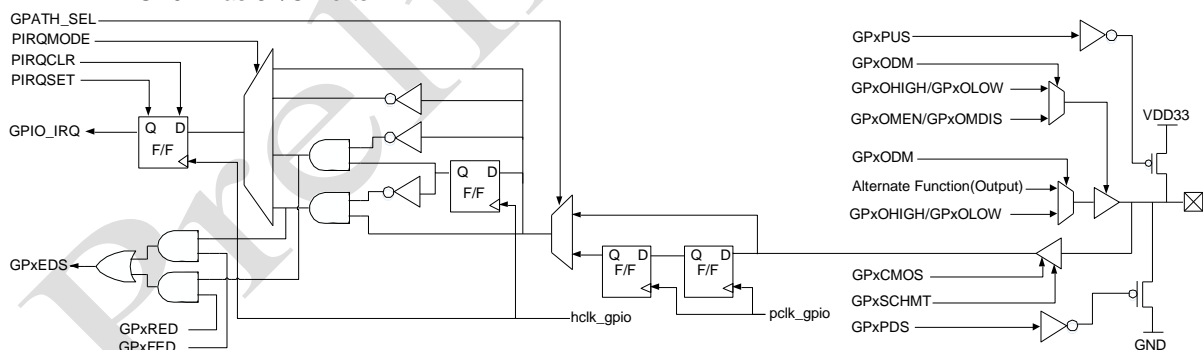 GPATH_SEL
PIRQMODE
PIRQCLR
PIRQSET
GPIO_IRQ
Q D
F/F
Q D
F/F
GPxEDS
GPxRED
GPxFED
hclk_gpio
Q D
F/F
Q D
F/F
pclk_gpio
GPxPUS
GPxODM
GPxOHIGH/GPxOLOW
GPxOMEN/GPxOMDIS
VDD33
GPxODM
Alternate Function(Output)
GPxOHIGH/GPxOLOW
GPxCMOS
GPxSCHMT
GPxPDS
GND